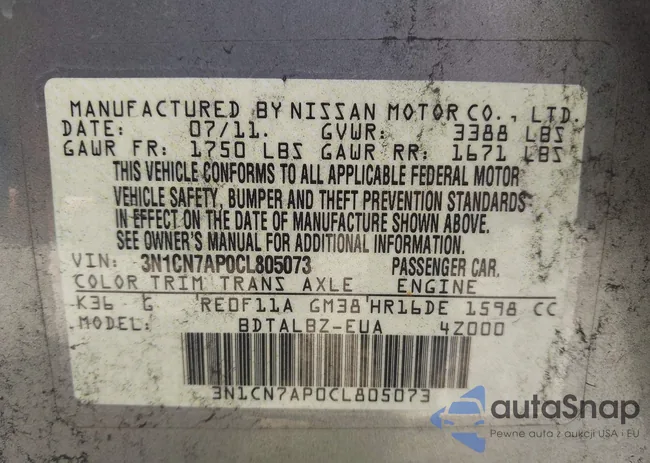 MANUFACTURED BY NISSAN MOTOR CO., LTD.
DATE: 07/11. GVWR: 3388 LBS
GAWR FR: 1750 LBS GAWR RR: 1671 LBS
THIS VEHICLE CONFORMS TO ALL APPLICABLE FEDERAL MOTOR
VEHICLE SAFETY, BUMPER AND THEFT PREVENTION STANDARDS
IN EFFECT ON THE DATE OF MANUFACTURE SHOWN ABOVE.
SEE OWNER'S MANUAL FOR ADDITIONAL INFORMATION.
VIN: 3N1CN7AP0CL805073 PASSENGER CAR.
COLOR TRIM TRANS AXLE ENGINE
K36 G RE0F11A GM38 HR16DE 1598 CC
MODEL: BDTALBZ-EUA 4Z000
3N1CN7AP0CL805073
autaSnap
Pewne auta z aukcji USA i EU